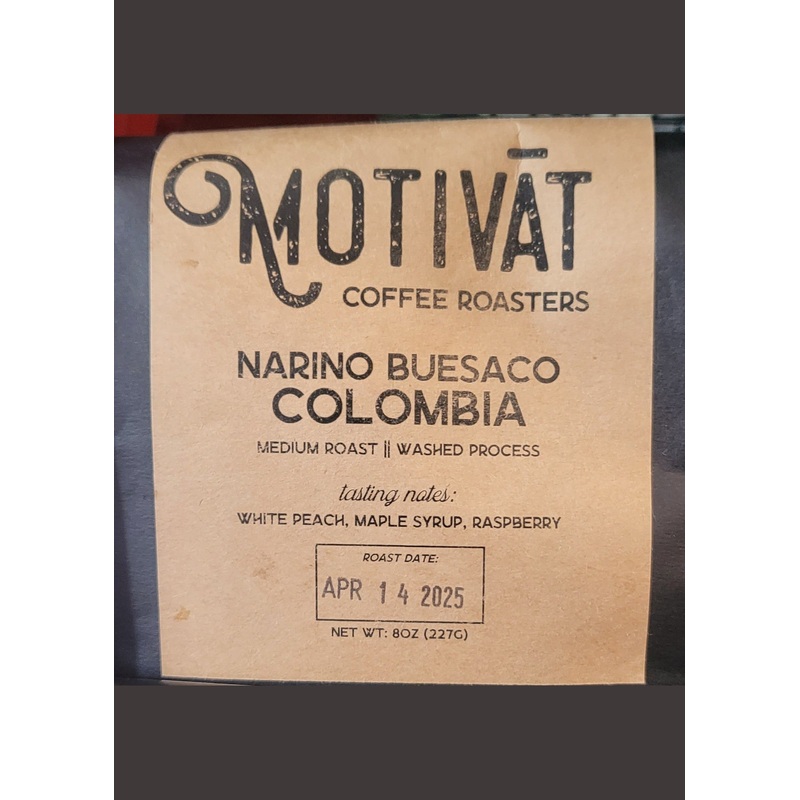 MOTIVĀT
COFFEE ROASTERS
NARINO BUESACO
COLOMBIA
MEDIUM ROAST || WASHED PROCESS
tasting notes:
WHITE PEACH, MAPLE SYRUP, RASPBERRY
ROAST DATE:
APR 14 2025
NET WT: 8OZ (227G)